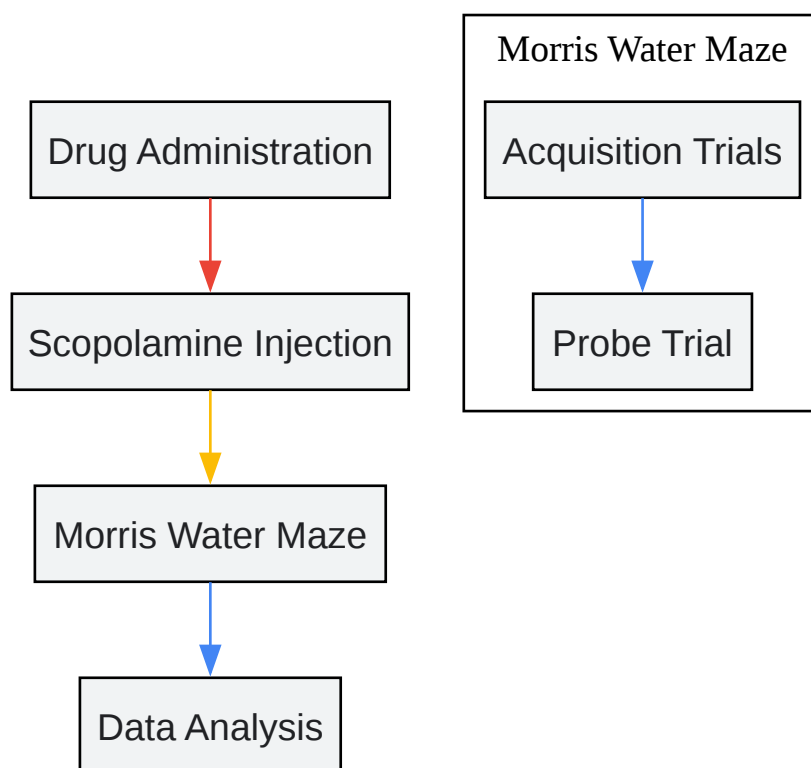 Drug Administration
Scopolamine Injection
Morris Water Maze
Data Analysis
Morris Water Maze
Acquisition Trials
Probe Trial